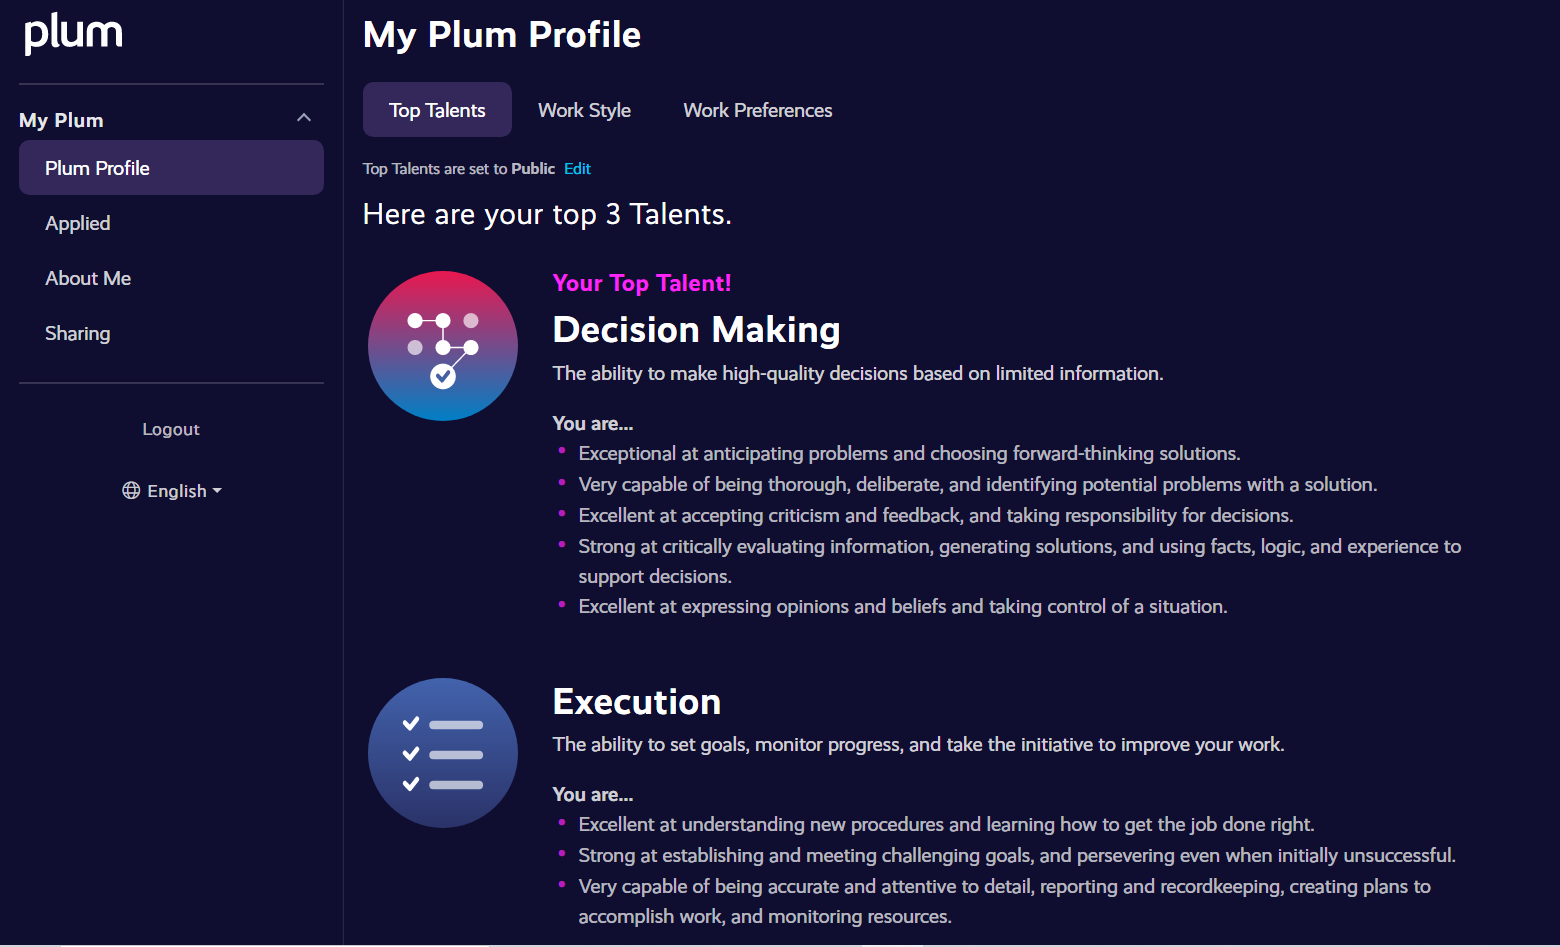 plum
My Plum
Plum Profile
Applied
About Me
Sharing
Logout
English
My Plum Profile
Top Talents
Work Style
Work Preferences
Top Talents are set to Public Edit
Here are your top 3 Talents.
Your Top Talent!
Decision Making
The ability to make high-quality decisions based on limited information.
You are...
Exceptional at anticipating problems and choosing forward-thinking solutions.
Very capable of being thorough, deliberate, and identifying potential problems with a solution.
Excellent at accepting criticism and feedback, and taking responsibility for decisions.
Strong at critically evaluating information, generating solutions, and using facts, logic, and experience to
support decisions.
Excellent at expressing opinions and beliefs and taking control of a situation.
Execution
The ability to set goals, monitor progress, and take the initiative to improve your work.
You are...
Excellent at understanding new procedures and learning how to get the job done right.
Strong at establishing and meeting challenging goals, and persevering even when initially unsuccessful.
Very capable of being accurate and attentive to detail, reporting and recordkeeping, creating plans to
accomplish work, and monitoring resources.